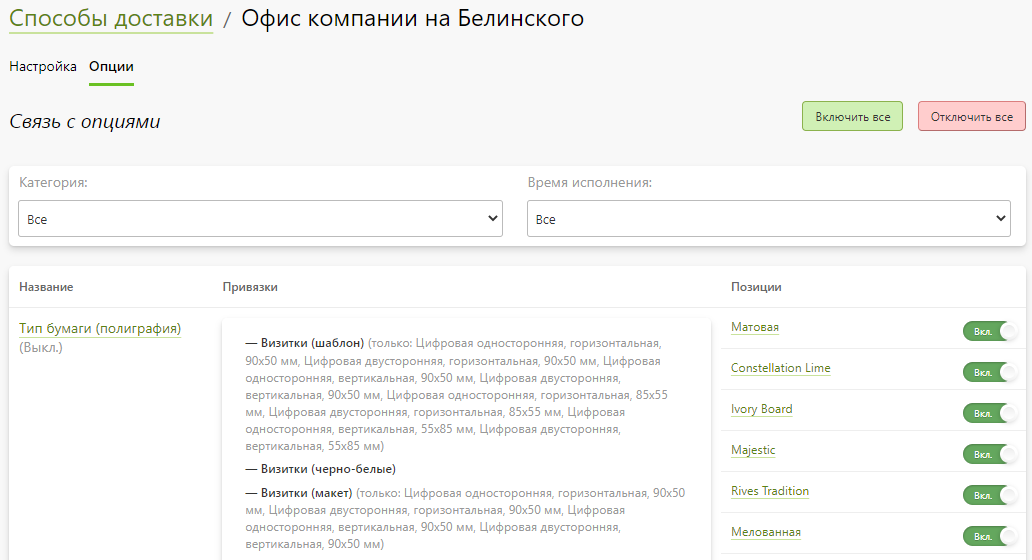 Способы доставки / Офис компании на Белинского
Настройка Опции
Связь с опциями
Включить все Отключить все
Категория: Время исполнения:
Все Все
Название Привязки Позиции
Тип бумаги (полиграфия)
(Выкл.)
— Визитки (шаблон) (только: Цифровая односторонняя, горизонтальная,
90x50 мм, Цифровая двусторонняя, горизонтальная, 90x50 мм, Цифровая
односторонняя, вертикальная, 90x50 мм, Цифровая двусторонняя,
вертикальная, 90x50 мм, Цифровая односторонняя, горизонтальная, 85x55
мм, Цифровая двусторонняя, горизонтальная, 85x55 мм, Цифровая
односторонняя, вертикальная, 55x85 мм, Цифровая двусторонняя,
вертикальная, 55x85 мм)
— Визитки (черно-белые)
— Визитки (макет) (только: Цифровая односторонняя, горизонтальная, 90x50
мм, Цифровая двусторонняя, горизонтальная, 90x50 мм, Цифровая
односторонняя, вертикальная, 90x50 мм, Цифровая двусторонняя,
вертикальная, 90x50 мм)
Матовая Вкл.
Constellation Lime Вкл.
Ivory Board Вкл.
Majestic Вкл.
Rives Tradition Вкл.
Мелованная Вкл.